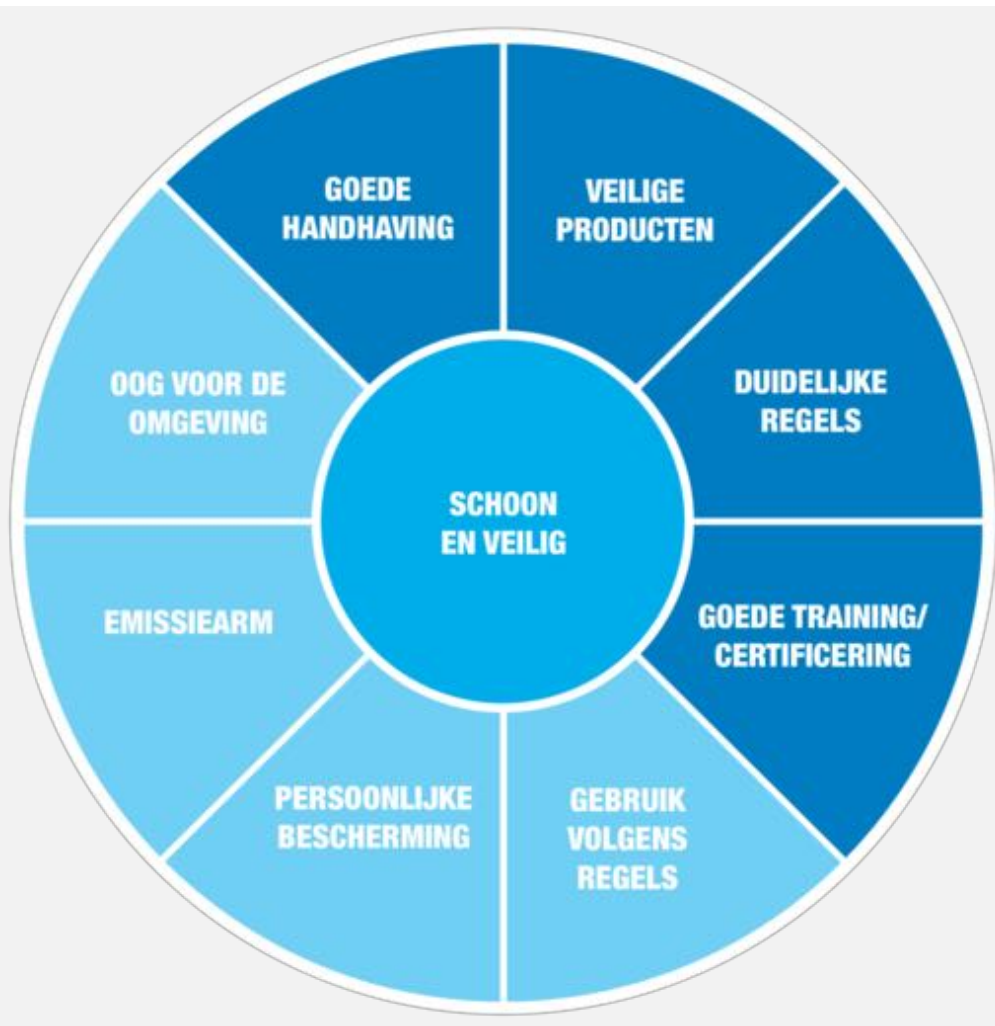 GOEDE
HANDHAVING
VEILIGE
PRODUCTEN
OOG VOOR DE
OMGEVING
DUIDELIJKE
REGELS
SCHOON
EN VEILIG
EMISSIEARM
GOEDE TRAINING/
CERTIFICERING
PERSOONLIJKE
BESCHERMING
GEBRUIK
VOLGENS
REGELS